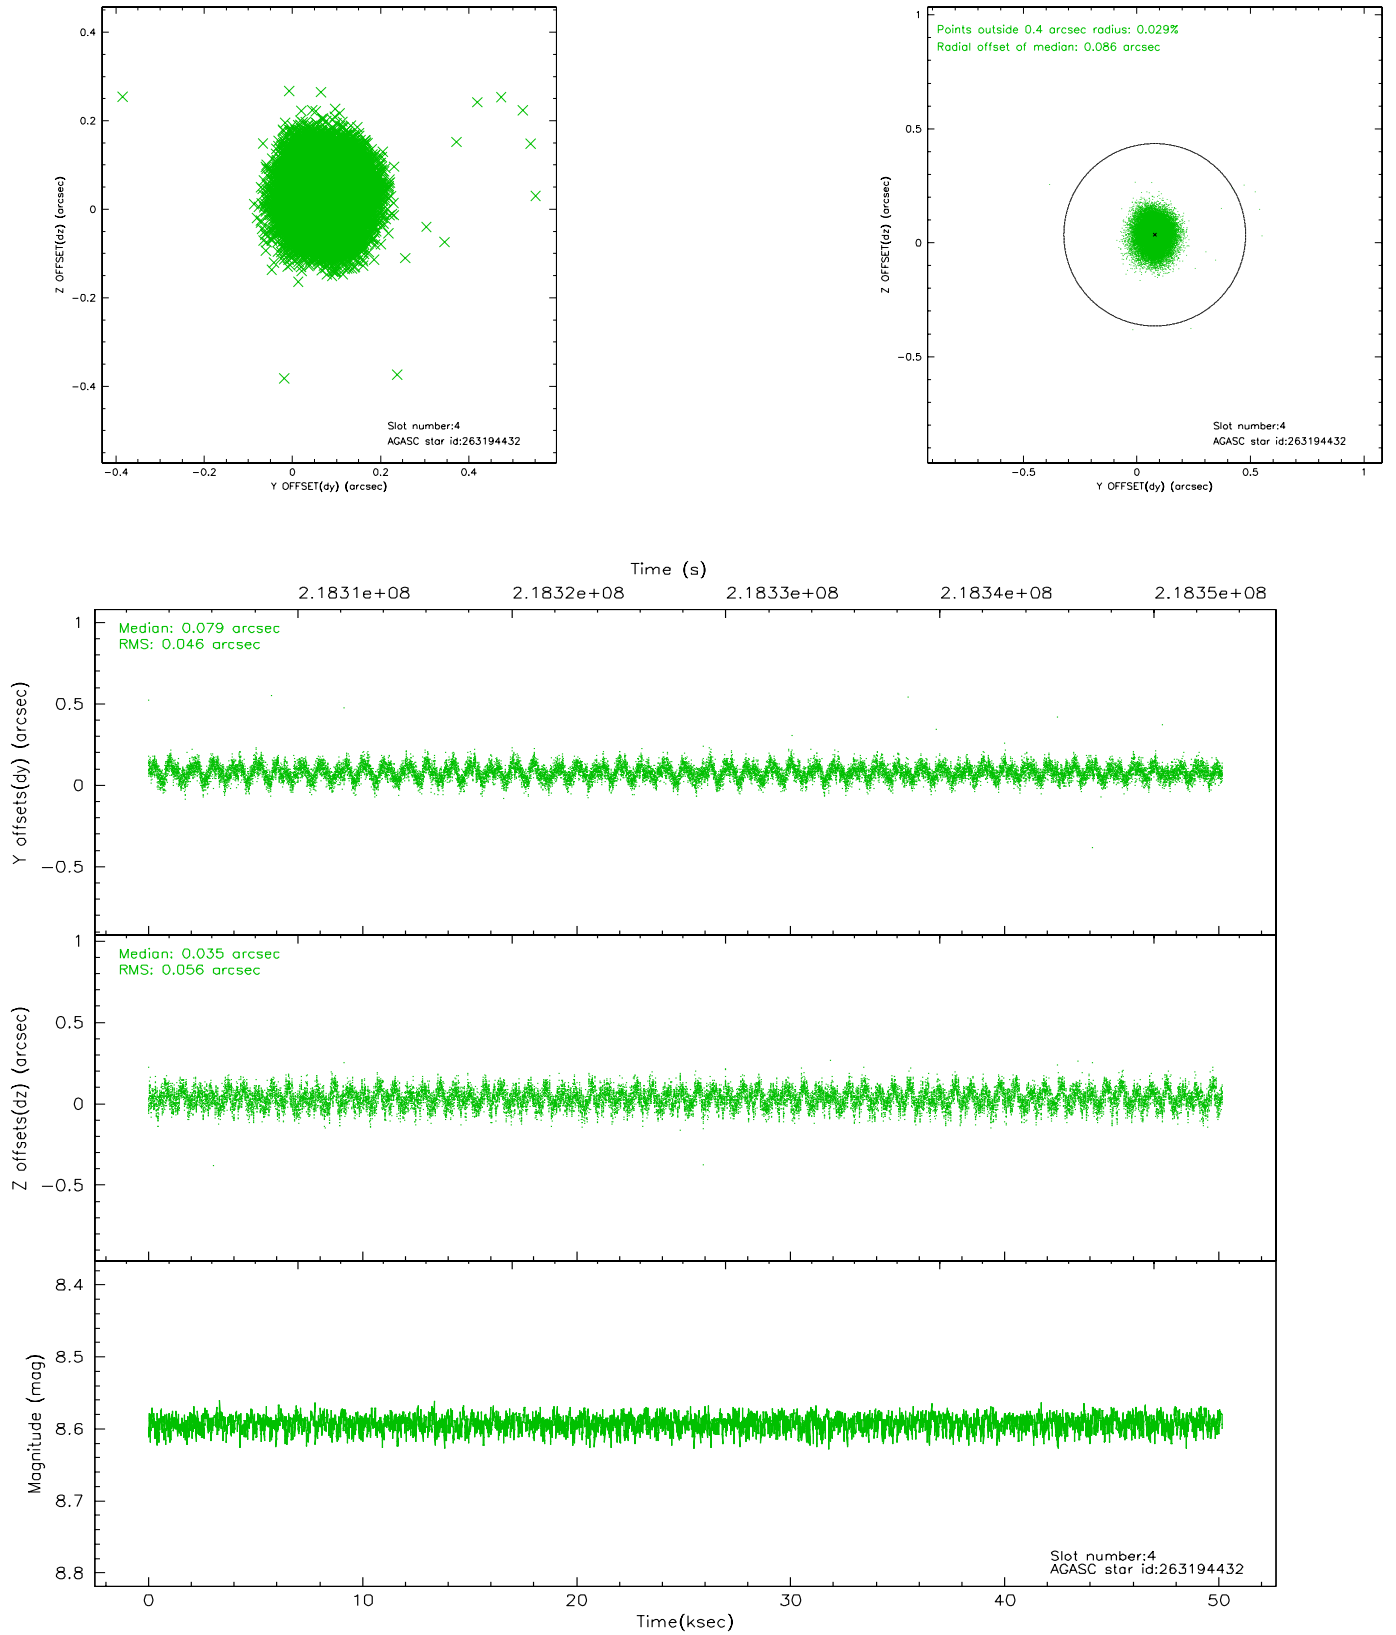 0.4
0.2
0
−0.2
−0.4
Z OFFSET(dz) (arcsec)
Slot number:4
AGASC star id:263194432
−0.4 −0.2 0 0.2 0.4
Y OFFSET(dy) (arcsec)
Points outside 0.4 arcsec radius: 0.029%
Radial offset of median: 0.086 arcsec
1
0.5
0
−0.5
Z OFFSET(dz) (arcsec)
Slot number:4
AGASC star id:263194432
−0.5 0 0.5 1
Y OFFSET(dy) (arcsec)
Time (s)
2.1831e+08 2.1832e+08 2.1833e+08 2.1834e+08 2.1835e+08
Median: 0.079 arcsec
RMS: 0.046 arcsec
1
0.5
0
−0.5
Y offsets(dy) (arcsec)
Median: 0.035 arcsec
RMS: 0.056 arcsec
1
0.5
0
−0.5
Z offsets(dz) (arcsec)
8.4
8.5
8.6
8.7
8.8
Magnitude (mag)
Slot number:4
AGASC star id:263194432
0 10 20 30 40 50
Time(ksec)